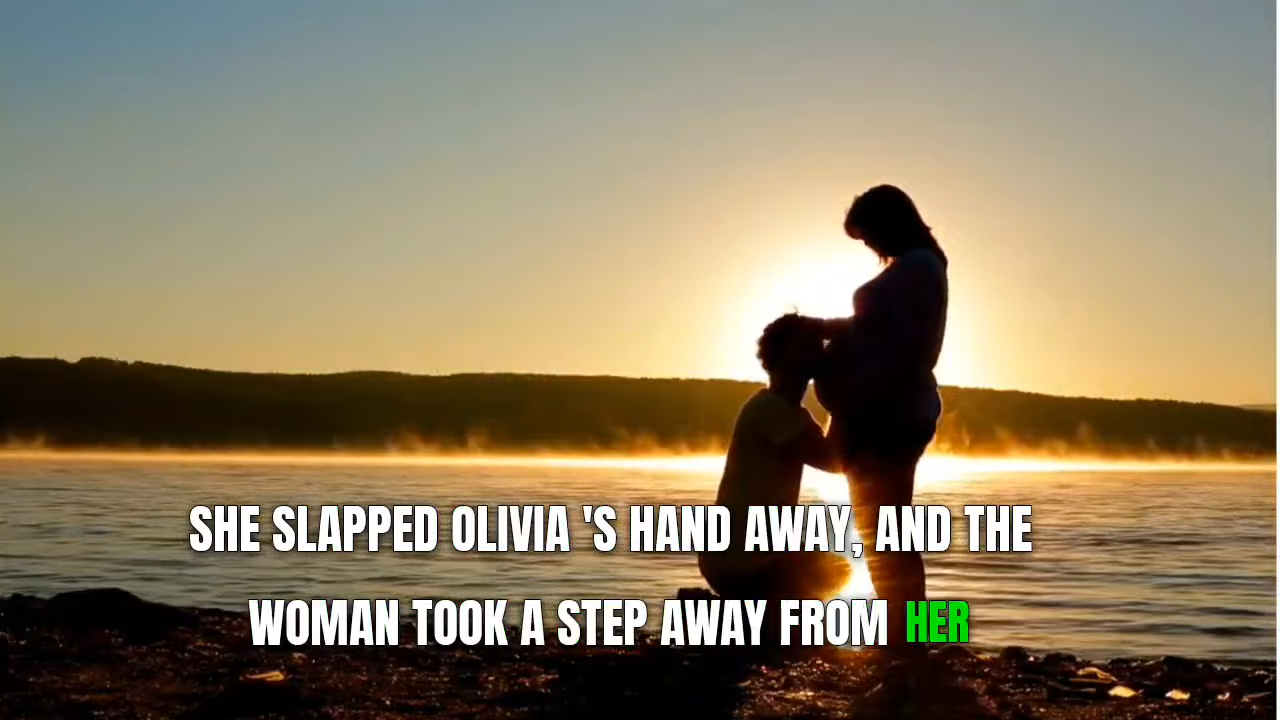 SHE SLAPPED OLIVIA 'S HAND AWAY, AND THE
WOMAN TOOK A STEP AWAY FROM HER